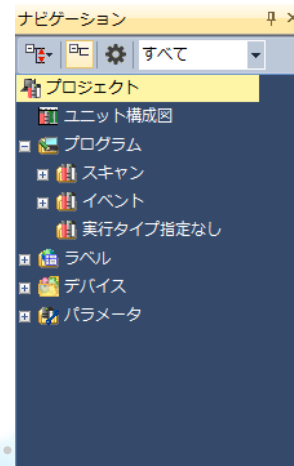 ナビゲーション
すべて
プロジェクト
ユニット構成図
プログラム
スキャン
イベント
実行タイプ指定なし
ラベル
デバイス
パラメータ